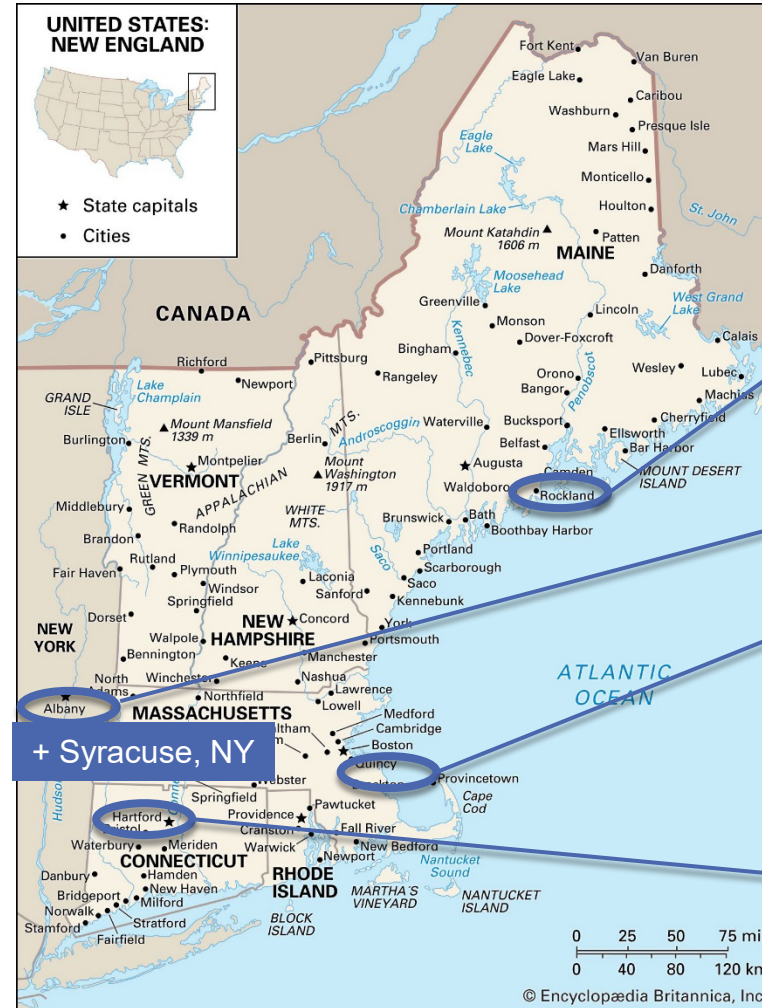 UNITED STATES:
NEW ENGLAND
★ State capitals
• Cities
CANADA
Fort Kent
Van Buren
Eagle Lake
Caribou
Washburn
Presque Isle
Eagle
Lake
Mars Hill
Monticello
Chamberlain Lake
Houlton
St. John
Mount Katahdin
1606 m
Patten
MAINE
Moosehead
Lake
Danforth
Greenville
Lincoln
West Grand
Lake
Kennebec
Monson
Dover-Foxcroft
Calais
Richford
Pittsburg
Bingham
Orono
Wesley
Lubec
Newport
Rangeley
Bangor
Penobscot
Machias
Lake
Champlain
GRAND
ISLE
Mount Mansfield
1339 m
MTS.
Androscoggin
Waterville
Bucksport
Cherryfield
Ellsworth
Burlington
Berlin
Belfast
Bar Harbor
Montpelier
Mount
Washington
1917 m
Augusta
Camden
MOUNT DESERT
ISLAND
GREEN MTS.
VERMONT
APPALACHIAN
Waldoboro
Rockland
Middlebury
WHITE
MTS.
Brunswick
Bath
Boothbay Harbor
Randolph
Brandon
Lake
Winnipesaukee
Saco
Portland
Rutland
Plymouth
Scarborough
Fair Haven
Laconia
Saco
Windsor
Sanford
Kennebunk
Springfield
Dorset
NEW
HAMPSHIRE
Concord
York
NEW
YORK
Walpole
Portsmouth
Bennington
Keene
Manchester
North
Adams
Winchester
Nashua
ATLANTIC
OCEAN
Albany
Northfield
Lawrence
MASSACHUSETTS
Lowell
Medford
Cambridge
Boston
+ Syracuse, NY
Quincy
Brockton
Provincetown
Webster
Cape
Cod
Hudson
Springfield
Pawtucket
Hartford
Providence
Bristol
Cranston
Fall River
Waterbury
Meriden
Warwick
New Bedford
CONNECTICUT
Newport
Nantucket
Sound
Danbury
Hamden
RHODE
ISLAND
New Haven
Bridgeport
Milford
MARTHA'S
VINEYARD
NANTUCKET
ISLAND
Norwalk
Stratford
BLOCK
ISLAND
Stamford
Fairfield
0 25 50 75 mi
0 40 80 120 km
© Encyclopædia Britannica, Inc